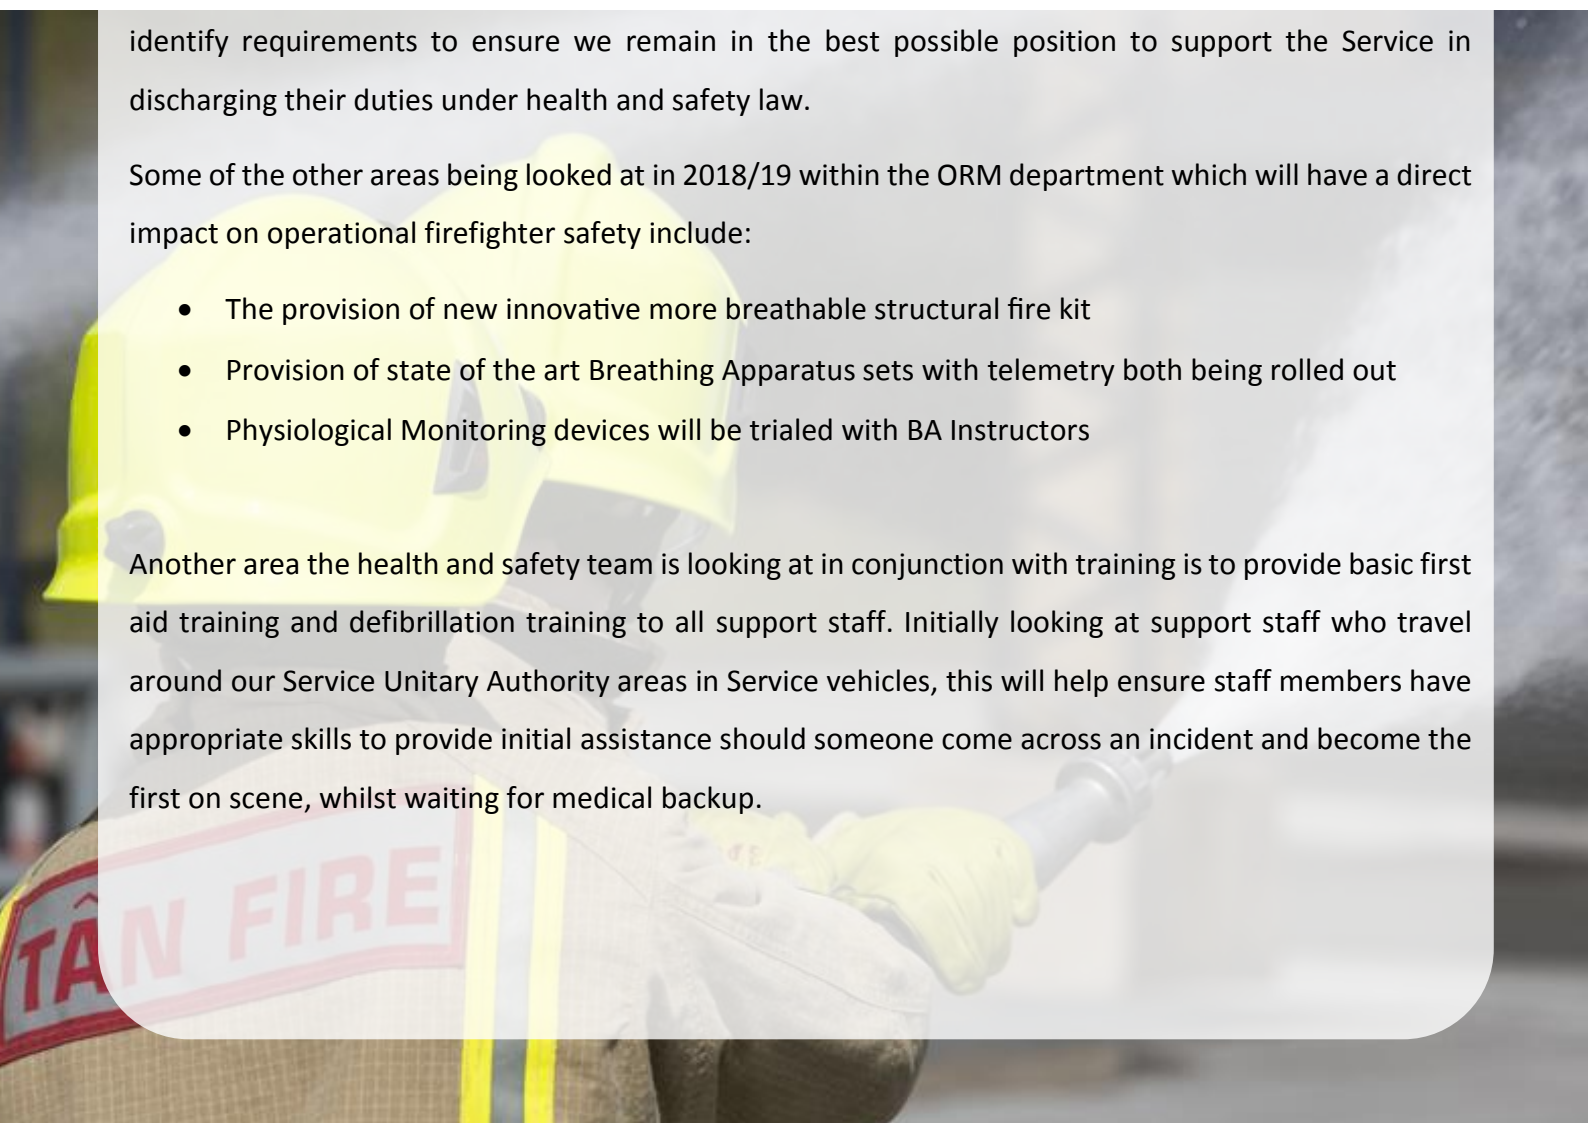 identify requirements to ensure we remain in the best possible position to support the Service in
discharging their duties under health and safety law.
Some of the other areas being looked at in 2018/19 within the ORM department which will have a direct
impact on operational firefighter safety include:
• The provision of new innovative more breathable structural fire kit
• Provision of state of the art Breathing Apparatus sets with telemetry both being rolled out
• Physiological Monitoring devices will be trialed with BA Instructors
Another area the health and safety team is looking at in conjunction with training is to provide basic first
aid training and defibrillation training to all support staff. Initially looking at support staff who travel
around our Service Unitary Authority areas in Service vehicles, this will help ensure staff members have
appropriate skills to provide initial assistance should someone come across an incident and become the
first on scene, whilst waiting for medical backup.
TÂN FIRE